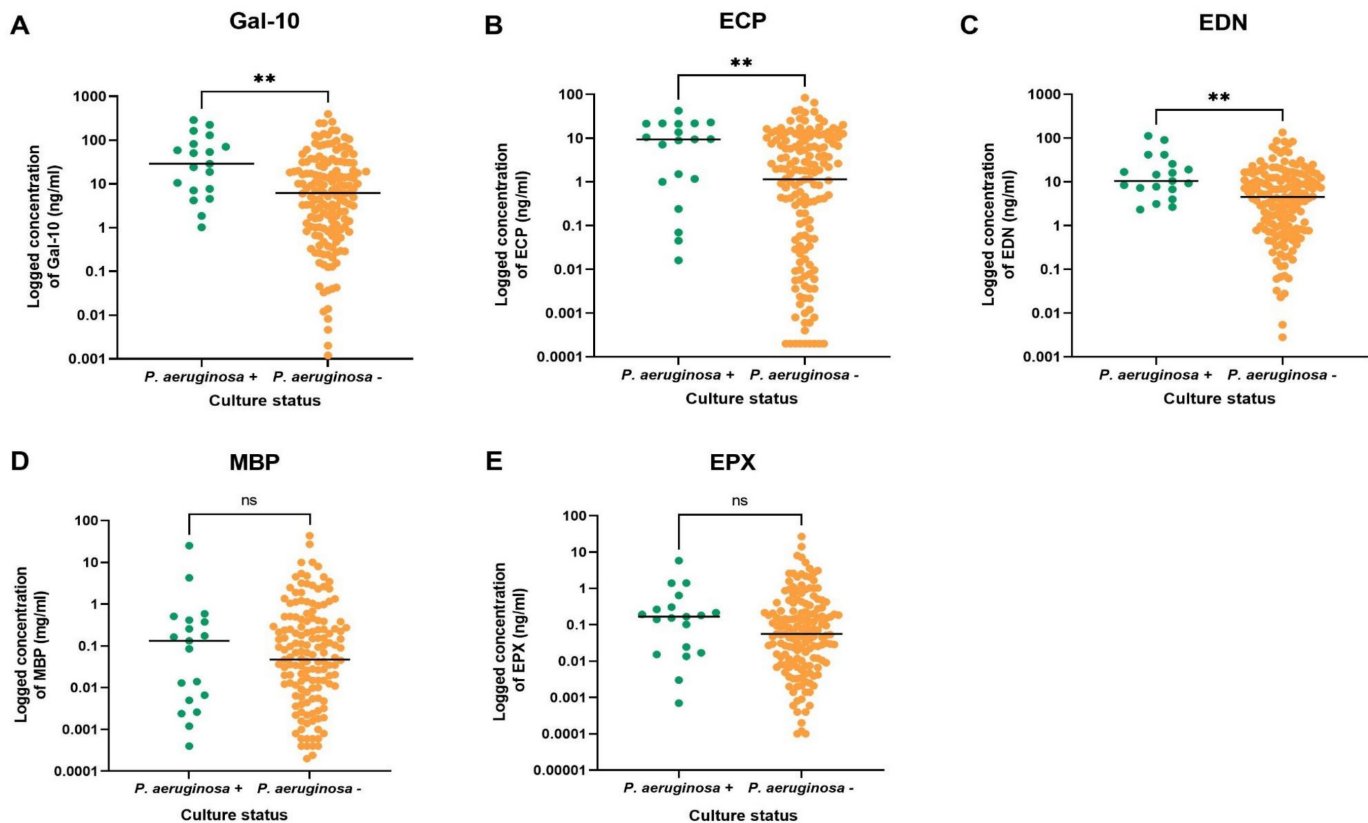 A
Gal-10
**
Logged concentration
of Gal-10 (ng/ml)
1000
100
10
1
0.1
0.01
0.001
P. aeruginosa + P. aeruginosa -
Culture status
B
ECP
**
Logged concentration
of ECP (ng/ml)
100
10
1
0.1
0.01
0.001
0.0001
P. aeruginosa + P. aeruginosa -
Culture status
C
EDN
**
Logged concentration
of EDN (ng/ml)
1000
100
10
1
0.1
0.01
0.001
P. aeruginosa + P. aeruginosa -
Culture status
D
MBP
ns
Logged concentration
of MBP (mg/ml)
100
10
1
0.1
0.01
0.001
0.0001
P. aeruginosa + P. aeruginosa -
Culture status
E
EPX
ns
Logged concentration
of EPX (ng/ml)
100
10
1
0.1
0.01
0.001
0.0001
0.00001
P. aeruginosa + P. aeruginosa -
Culture status